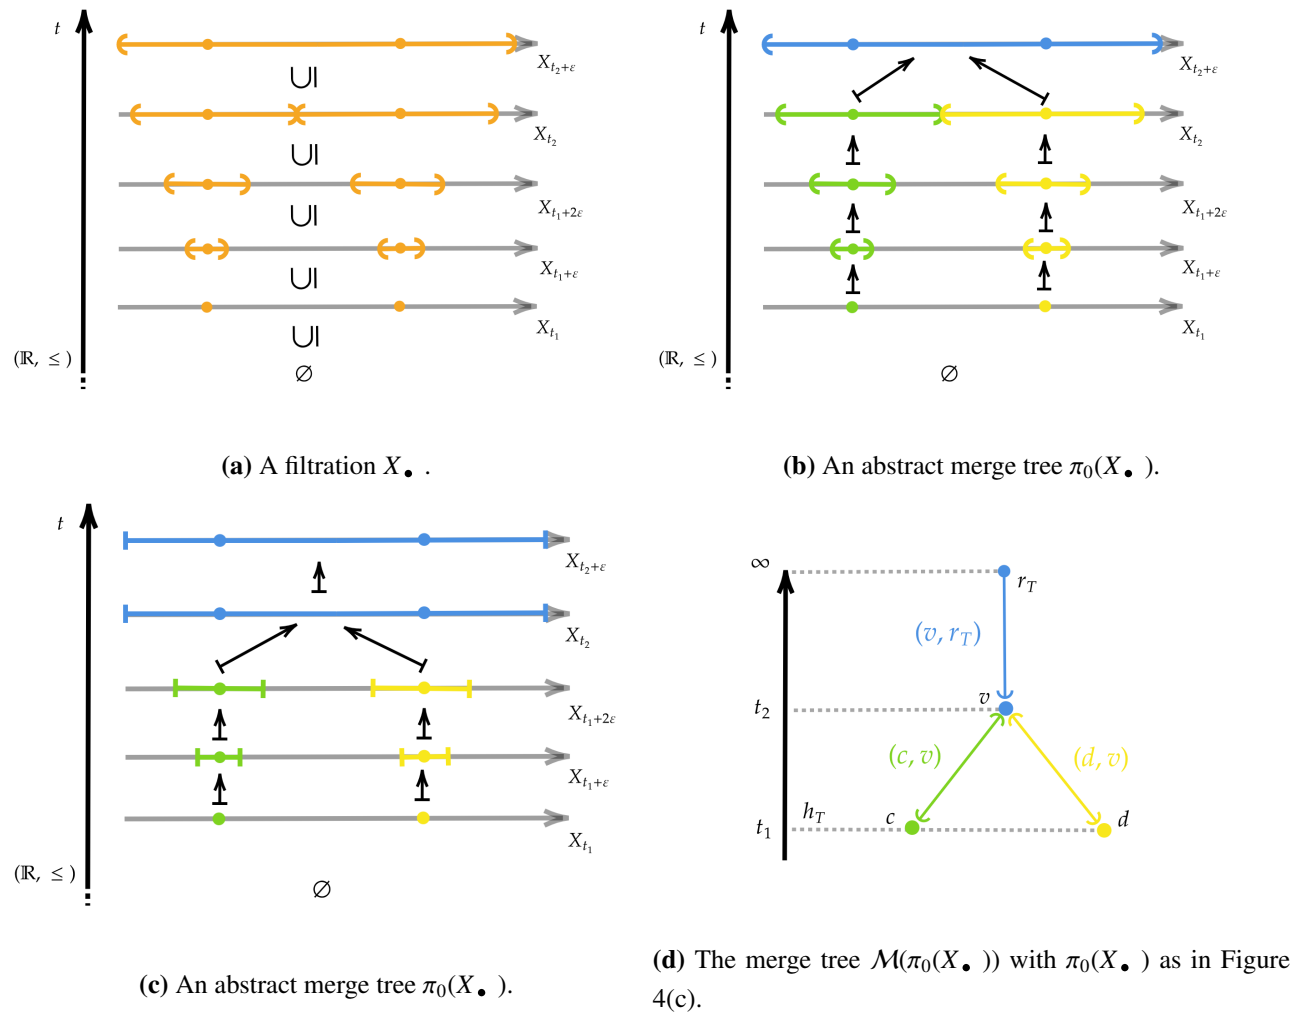 t
X_{t_2+ε}
∪|
X_{t_2}
∪|
X_{t_1+2ε}
∪|
X_{t_1+ε}
∪|
X_{t_1}
∪|
(ℝ, ≤ )
∅
(a) A filtration X_• .
t
X_{t_2+ε}
X_{t_2}
X_{t_1+2ε}
X_{t_1+ε}
X_{t_1}
(ℝ, ≤ )
∅
(b) An abstract merge tree π_0(X_• ).
t
X_{t_2+ε}
X_{t_2}
X_{t_1+2ε}
X_{t_1+ε}
X_{t_1}
(ℝ, ≤ )
∅
(c) An abstract merge tree π_0(X_• ).
∞
r_T
(v, r_T)
t_2
v
(c, v)
(d, v)
t_1
h_T
c
d
(d) The merge tree ℳ(π_0(X_• )) with π_0(X_• ) as in Figure
4(c).